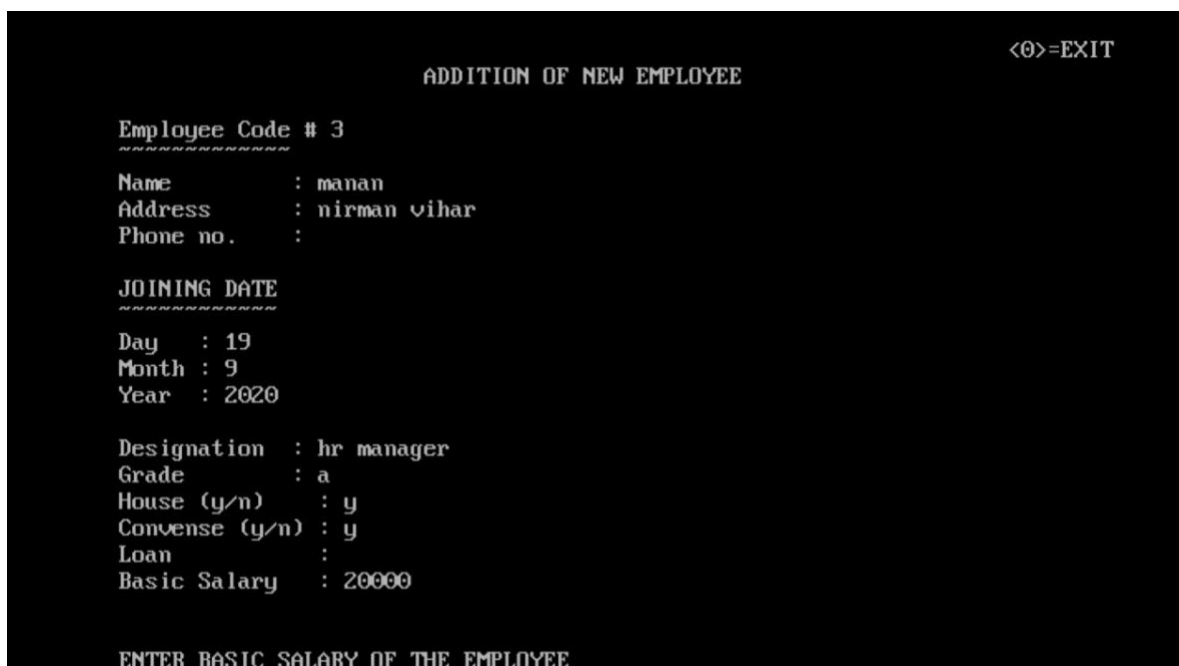 <0>=EXIT
ADDITION OF NEW EMPLOYEE
Employee Code # 3
~~~~~~~~~~~~~
Name : manan
Address : nirman vihar
Phone no. :
JOINING DATE
~~~~~~~~~~~~
Day : 19
Month : 9
Year : 2020
Designation : hr manager
Grade : a
House (y/n) : y
Convense (y/n) : y
Loan :
Basic Salary : 20000
ENTER BASIC SALARY OF THE EMPLOYEE